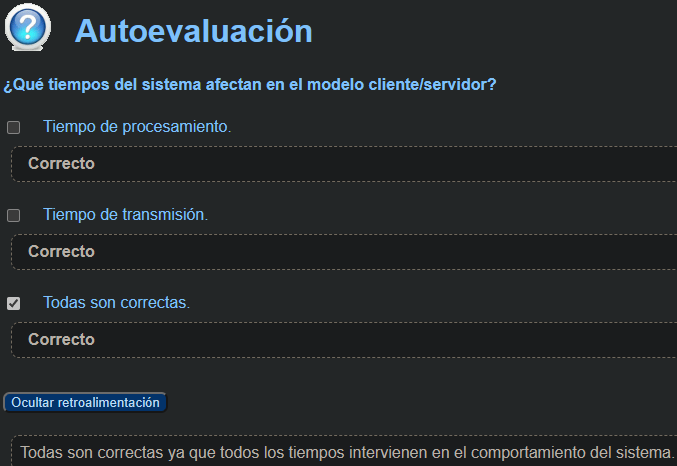 Autoevaluación
¿Qué tiempos del sistema afectan en el modelo cliente/servidor?
Tiempo de procesamiento.
Correcto
Tiempo de transmisión.
Correcto
Todas son correctas.
Correcto
Ocultar retroalimentación
Todas son correctas ya que todos los tiempos intervienen en el comportamiento del sistema.